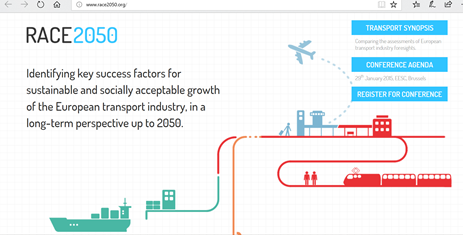 www.race2050.org/
RACE2050
TRANSPORT SYNOPSIS
Comparing the assessments of European
transport industry foresights.
CONFERENCE AGENDA
29th January 2015, EESC, Brussels
REGISTER FOR CONFERENCE
Identifying key success factors for
sustainable and socially acceptable growth
of the European transport industry, in a
long-term perspective up to 2050.